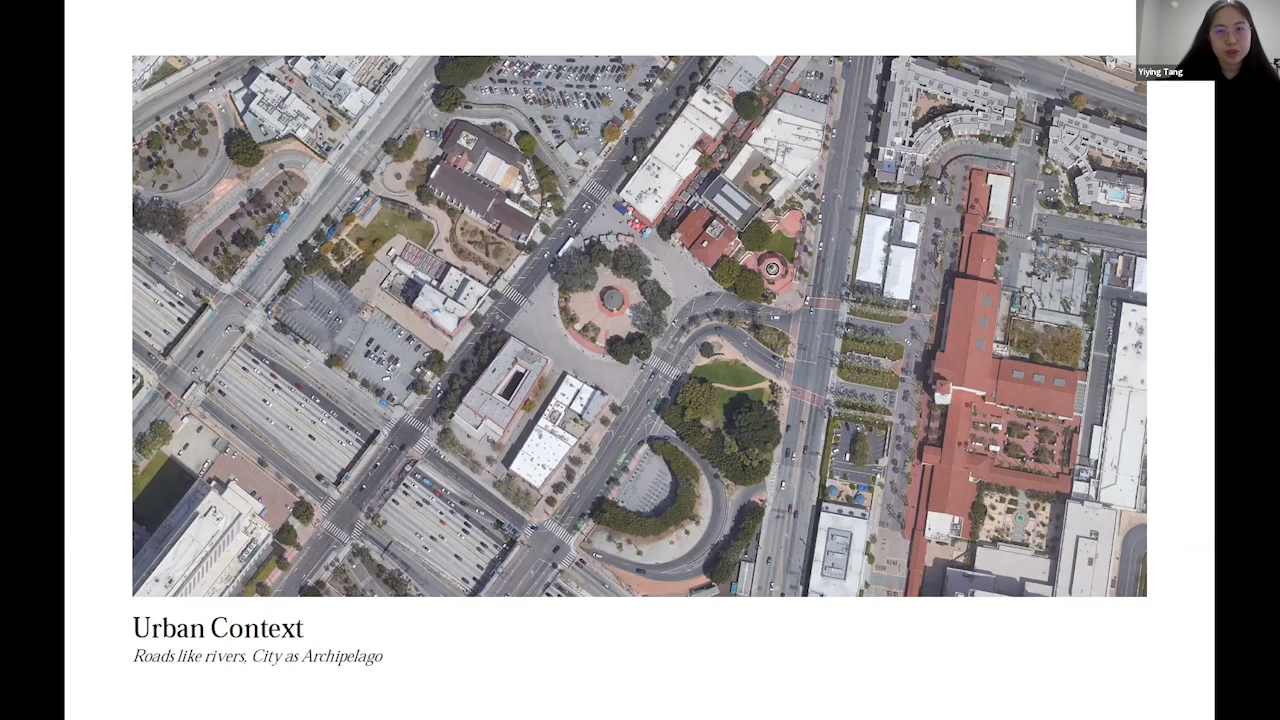 Yiying Tang
Urban Context
Roads like rivers, City as Archipelago